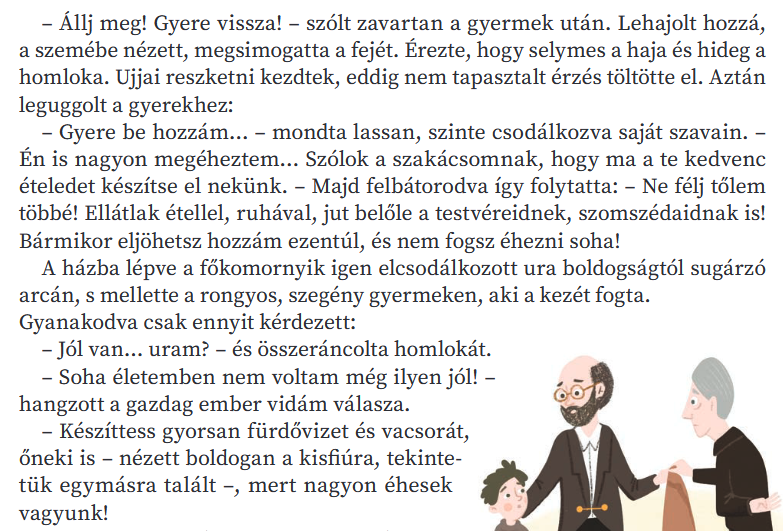 – Állj meg! Gyere vissza! – szólt zavartan a gyermek után. Lehajolt hozzá,
a szemébe nézett, megsimogatta a fejét. Érezte, hogy selymes a haja és hideg a
homloka. Ujjai reszketni kezdtek, eddig nem tapasztalt érzés töltötte el. Aztán
leguggolt a gyerekhez:
– Gyere be hozzám... – mondta lassan, szinte csodálkozva saját szavain. –
Én is nagyon megéheztem... Szólok a szakácsomnak, hogy ma a te kedvenc
ételedet készítse el nekünk. – Majd felbátorodva így folytatta: – Ne félj tőlem
többé! Ellátlak étellel, ruhával, jut belőle a testvéreidnek, szomszédaidnak is!
Bármikor eljöhetsz hozzám ezentúl, és nem fogsz éhezni soha!
A házba lépve a főkomornyik igen elcsodálkozott ura boldogságtól sugárzó
arcán, s mellette a rongyos, szegény gyermeken, aki a kezét fogta.
Gyanakodva csak ennyit kérdezett:
– Jól van... uram? – és összeráncolta homlokát.
– Soha életemben nem voltam még ilyen jól! –
hangzott a gazdag ember vidám válasza.
– Készíttess gyorsan fürdővizet és vacsorát,
őneki is – nézett boldogan a kisfiúra, tekinte-
tük egymásra talált –, mert nagyon éhesek
vagyunk!